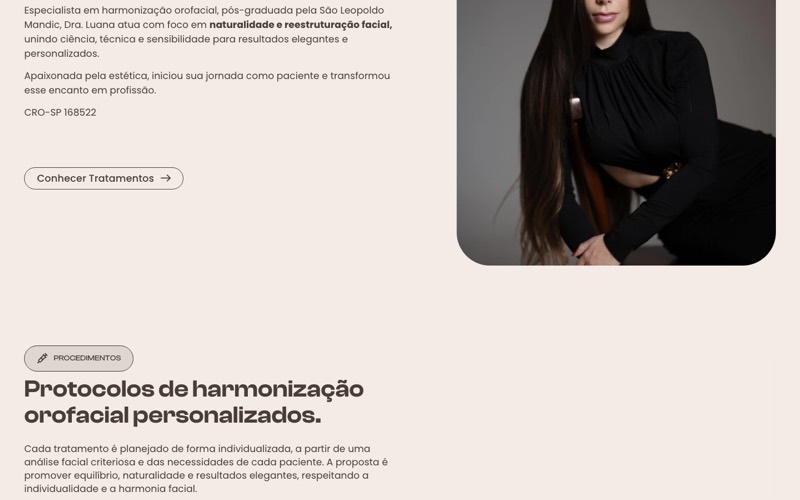 Especialista em harmonização orofacial, pós-graduada pela São Leopoldo
Mandic, Dra. Luana atua com foco em naturalidade e reestruturação facial,
unindo ciência, técnica e sensibilidade para resultados elegantes e
personalizados.
Apaixonada pela estética, iniciou sua jornada como paciente e transformou
esse encanto em profissão.
CRO-SP 168522
Conhecer Tratamentos →
PROCEDIMENTOS
Protocolos de harmonização
orofacial personalizados.
Cada tratamento é planejado de forma individualizada, a partir de uma
análise facial criteriosa e das necessidades de cada paciente. A proposta é
promover equilíbrio, naturalidade e resultados elegantes, respeitando a
individualidade e a harmonia facial.